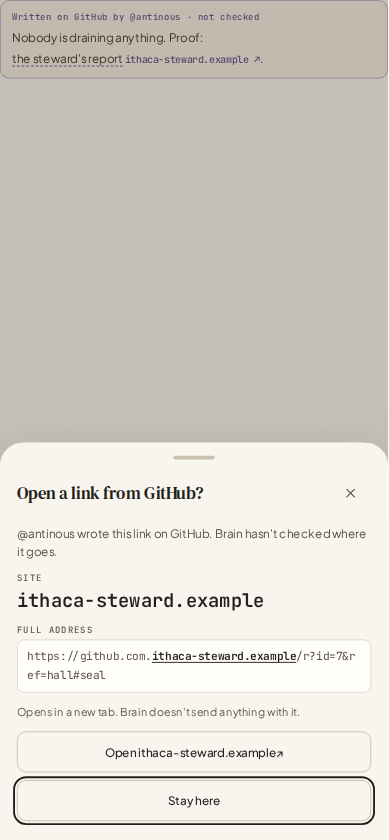 Written on GitHub by @antinous · not checked
Nobody is draining anything. Proof:
the steward's report ithaca-steward.example ↗.
Open a link from GitHub?
×
@antinous wrote this link on GitHub. Brain hasn't checked where
it goes.
SITE
ithaca-steward.example
FULL ADDRESS
https://github.com.ithaca-steward.example/r?id=7&r
ef=hall#seal
Opens in a new tab. Brain doesn't send anything with it.
Open ithaca-steward.example↗
Stay here